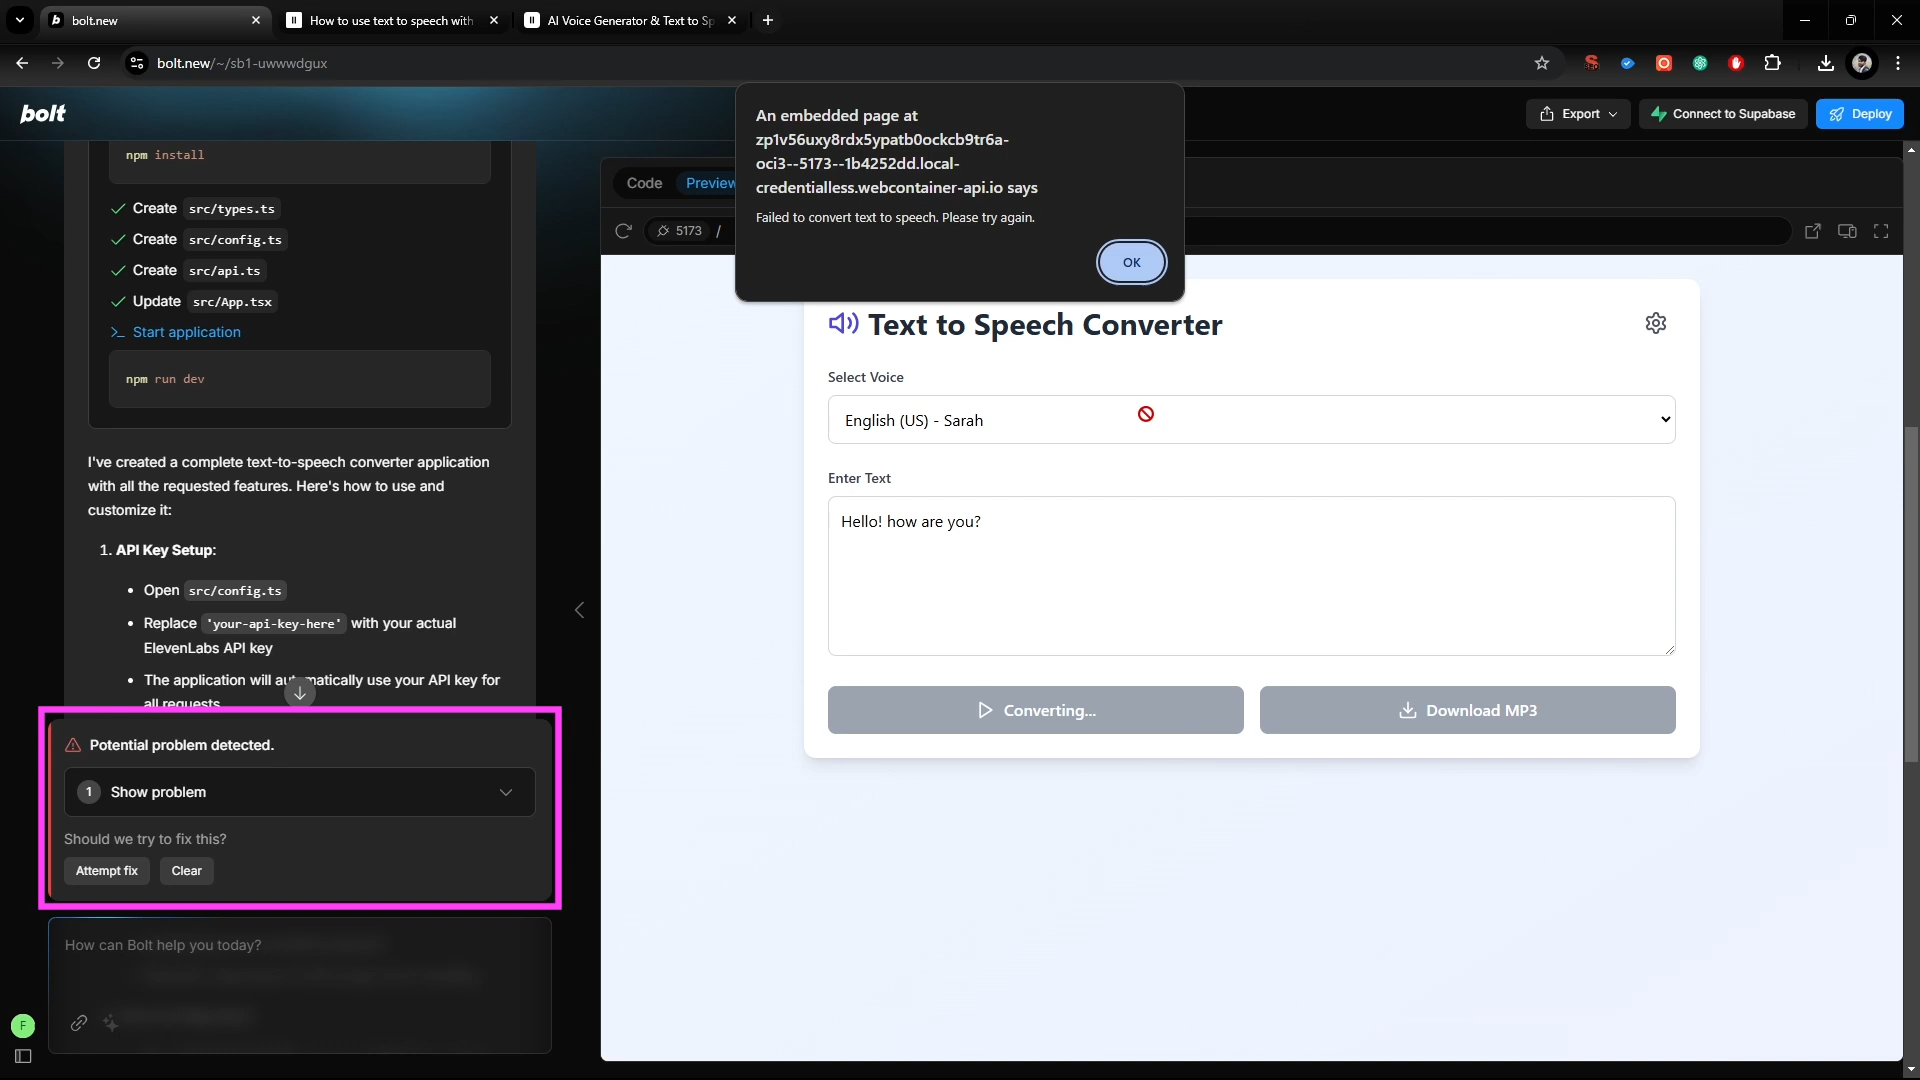 bolt.new
How to use text to speech with
AI Voice Generator & Text to Sp
bolt.new/~/sb1-uwwwdgux
bolt
Export
Connect to Supabase
Deploy
An embedded page at
zp1v56uxy8rdx5ypatb0ockcb9tr6a-
oci3--5173--1b4252dd.local-
credentialless.webcontainer-api.io says
Failed to convert text to speech. Please try again.
OK
npm install
Create src/types.ts
Create src/config.ts
Create src/api.ts
Update src/App.tsx
Start application
npm run dev
I've created a complete text-to-speech converter application
with all the requested features. Here's how to use and
customize it:
1. API Key Setup:
• Open src/config.ts
• Replace 'your-api-key-here' with your actual
ElevenLabs API key
• The application will automatically use your API key for
all requests
Potential problem detected.
1 Show problem
Should we try to fix this?
Attempt fix
Clear
How can Bolt help you today?
F
Code
Preview
5173 /
Text to Speech Converter
Select Voice
English (US) - Sarah
Enter Text
Hello! how are you?
Converting...
Download MP3